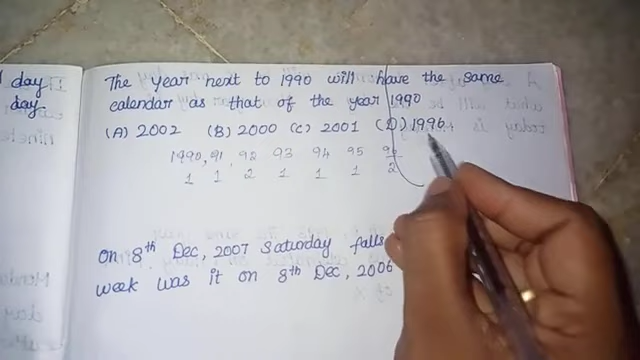 day
day
The year next to 1990 will have the same
calendar as that of the year 1990
(A) 2002 (B) 2000 (C) 2001 (D) 1996
1990, 91, 92 93 94 95 96
1 1 2 1 1 1 2
On 8th Dec, 2007 Saturday falls
week was it on 8th Dec, 2006